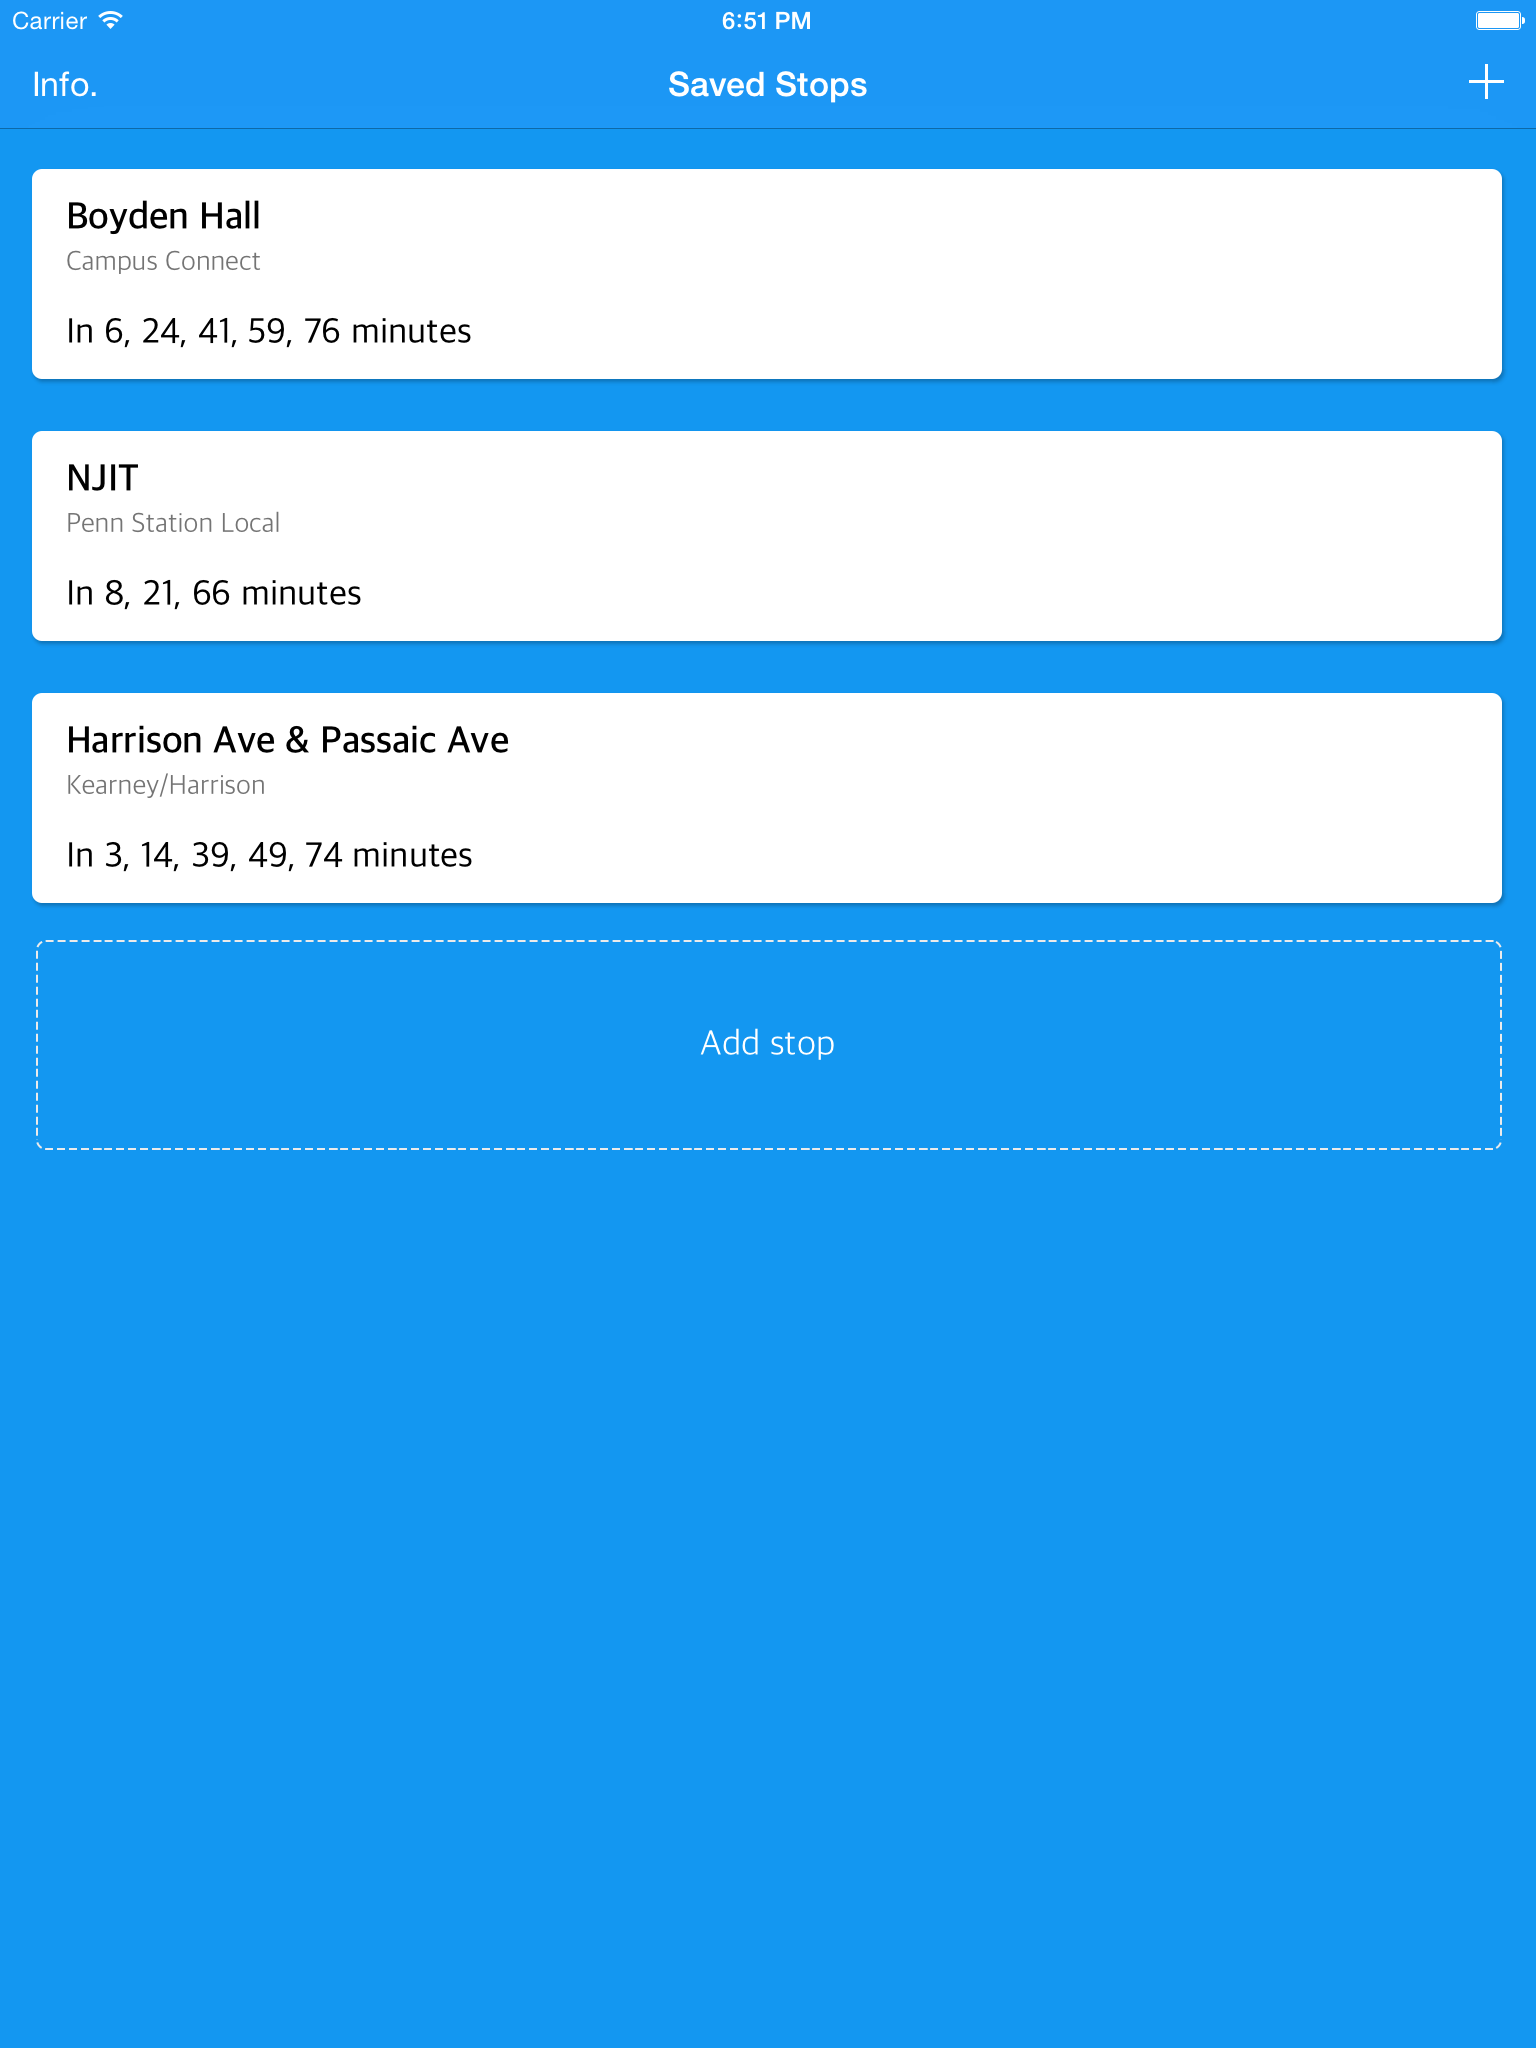 Carrier 6:51 PM
Info. Saved Stops
Boyden Hall
Campus Connect
In 6, 24, 41, 59, 76 minutes
NJIT
Penn Station Local
In 8, 21, 66 minutes
Harrison Ave & Passaic Ave
Kearney/Harrison
In 3, 14, 39, 49, 74 minutes
Add stop